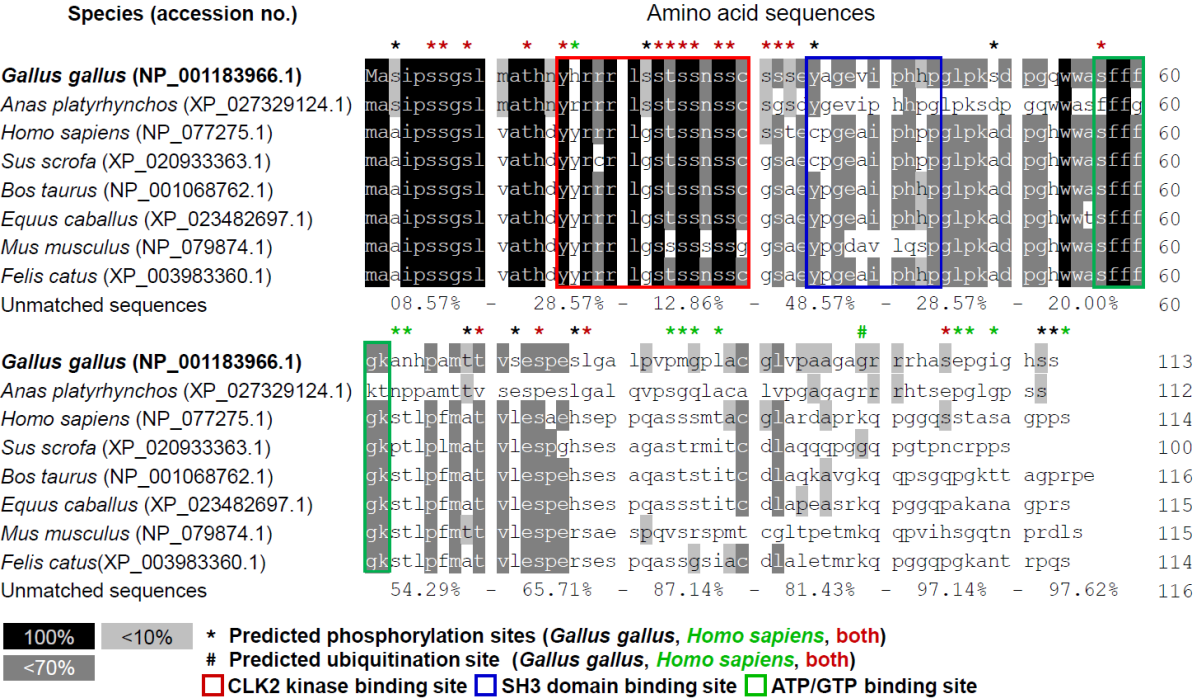 Species (accession no.) Amino acid sequences
* ** * * ** ***** ** *** * * *
Gallus gallus (NP_001183966.1) Masipssgsl mathnyhrrr lsstssnssc ssseyagevi phhpglpksd pgqwwasfff 60
Anas platyrhynchos (XP_027329124.1) Masrpssgsl mathnyrrrr lsstssnssc sgsdygevip hhpglpksdp gqwwasfffg 60
Homo sapiens (NP_077275.1) maaipssgsl vathdyyrrr lgstssnssc sstecpgeai phppglpkad pghwwasfff 60
Sus scrofa (XP_020933363.1) maaipssgsl vathdyyrcr lgstssnssc gsaecpgeai phppglpkad pghwwasfff 60
Bos taurus (NP_001068762.1) maaipssgsl vathdyyrrr lgstssnssc gsaeypgeai phhpglpkad pghwwasfff 60
Equus caballus (XP_023482697.1) maaipssgsl vathdyyrrr lgstssnssc gsaeypgeai phhpglpkad pghwwtsfff 60
Mus musculus (NP_079874.1) maaipssgsl vathdyyrrr lgsssssssg gsaeypgdav lqspglpkad pghwwasfff 60
Felis catus (XP_003983360.1) maaipssgsl vathdyyrrr lgstssnssc gsaeypgeai phhpglpkad pghwwasfff 60
Unmatched sequences 08.57% - 28.57% - 12.86% - 48.57% - 28.57% - 20.00% 60
** ** * * ** *** * # *** * ***
Gallus gallus (NP_001183966.1) gkanhpamtt vsespeslga lpvpmgplac glvpaagagr rrhasepgig hss 113
Anas platyrhynchos (XP_027329124.1) ktnppamttv sespeslgal qvpsgqlaca lvpgagagrr rhtsepglgp ss 112
Homo sapiens (NP_077275.1) gkstlpfmat vlesaehsep pqasssmtac glardaprkq pggqsstasa gpps 114
Sus scrofa (XP_020933363.1) gkptlplmat vlespghses agastrmitc dlaqqqpggq pgtpncrpps 100
Bos taurus (NP_001068762.1) gkstlpfmat vlespehses aqaststitc dlaqkavgkq qpsgqpgktt agprpe 116
Equus caballus (XP_023482697.1) gkstlpfmat vlespehses pqassstitc dlapeasrkq pggqpakana gprs 115
Mus musculus (NP_079874.1) gkstlpfmtt vlespersae spqvsrspmt cgltpetmkq qpvihsgqtn prdls 115
Felis catus(XP_003983360.1) gkstlpfmat vlesperses pqassgsiac dlaletmrkq pggqpgkant rpqs 114
Unmatched sequences 54.29% - 65.71% - 87.14% - 81.43% - 97.14% - 97.62% 116
100% <10% * Predicted phosphorylation sites (Gallus gallus, Homo sapiens, both)
<70% # Predicted ubiquitination site (Gallus gallus, Homo sapiens, both)
CLK2 kinase binding site SH3 domain binding site ATP/GTP binding site